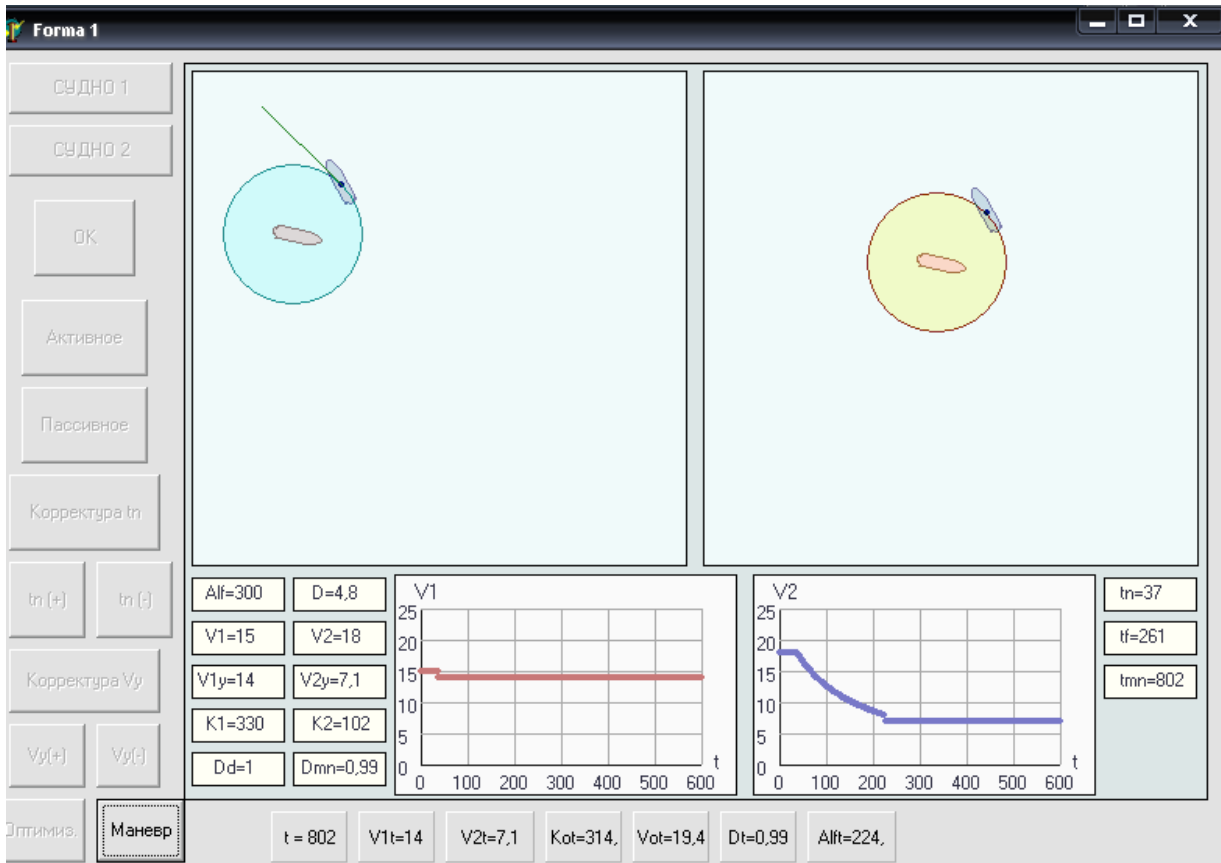 Forma 1
СУДНО 1
СУДНО 2
OK
Активное
Пассивное
Корректура tn
tn (+) tn (-)
Корректура Vy
Vy(+) Vy(-)
Оптимиз. Маневр
Alf=300 D=4,8
V1=15 V2=18
V1y=14 V2y=7,1
K1=330 K2=102
Dd=1 Dmn=0,99
V1
25
20
15
10
5
0
0 100 200 300 400 500 600
t
V2
25
20
15
10
5
0
0 100 200 300 400 500 600
t
tn=37
tf=261
tmn=802
t = 802 V1t=14 V2t=7,1 Kot=314, Vot=19,4 Dt=0,99 Alft=224,